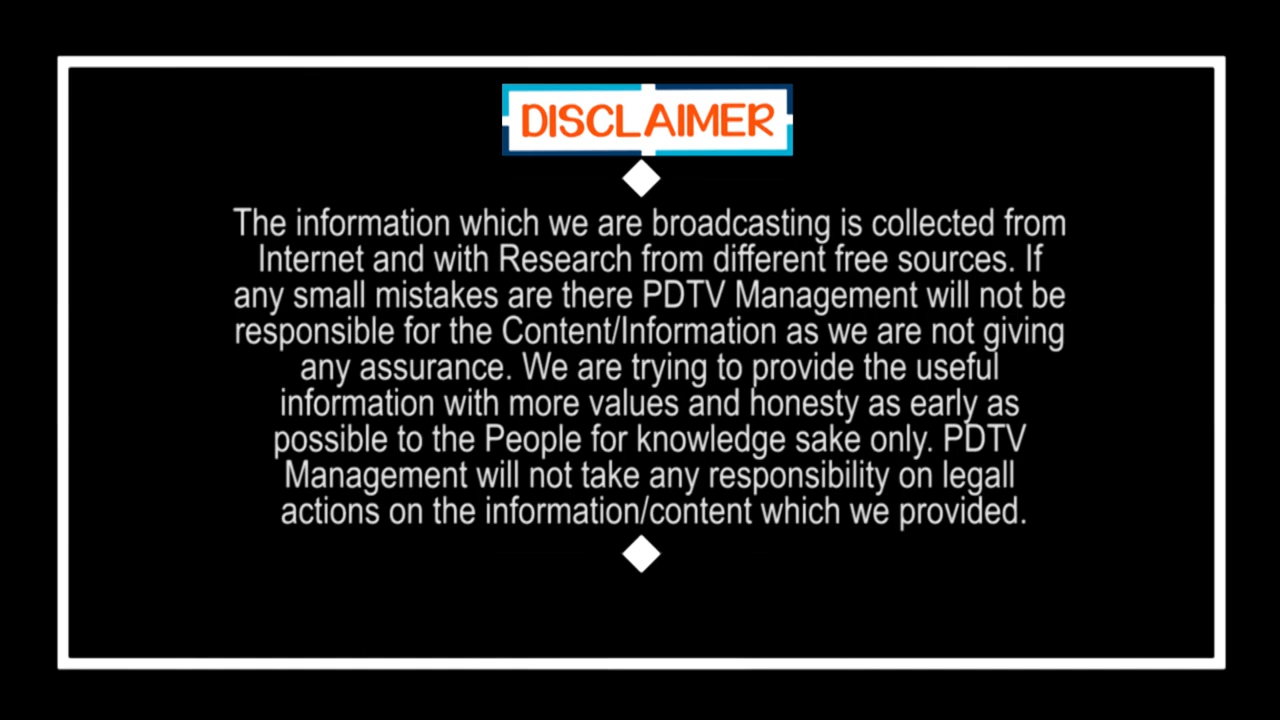 DISCLAIMER
The information which we are broadcasting is collected from
Internet and with Research from different free sources. If
any small mistakes are there PDTV Management will not be
responsible for the Content/Information as we are not giving
any assurance. We are trying to provide the useful
information with more values and honesty as early as
possible to the People for knowledge sake only. PDTV
Management will not take any responsibility on legall
actions on the information/content which we provided.